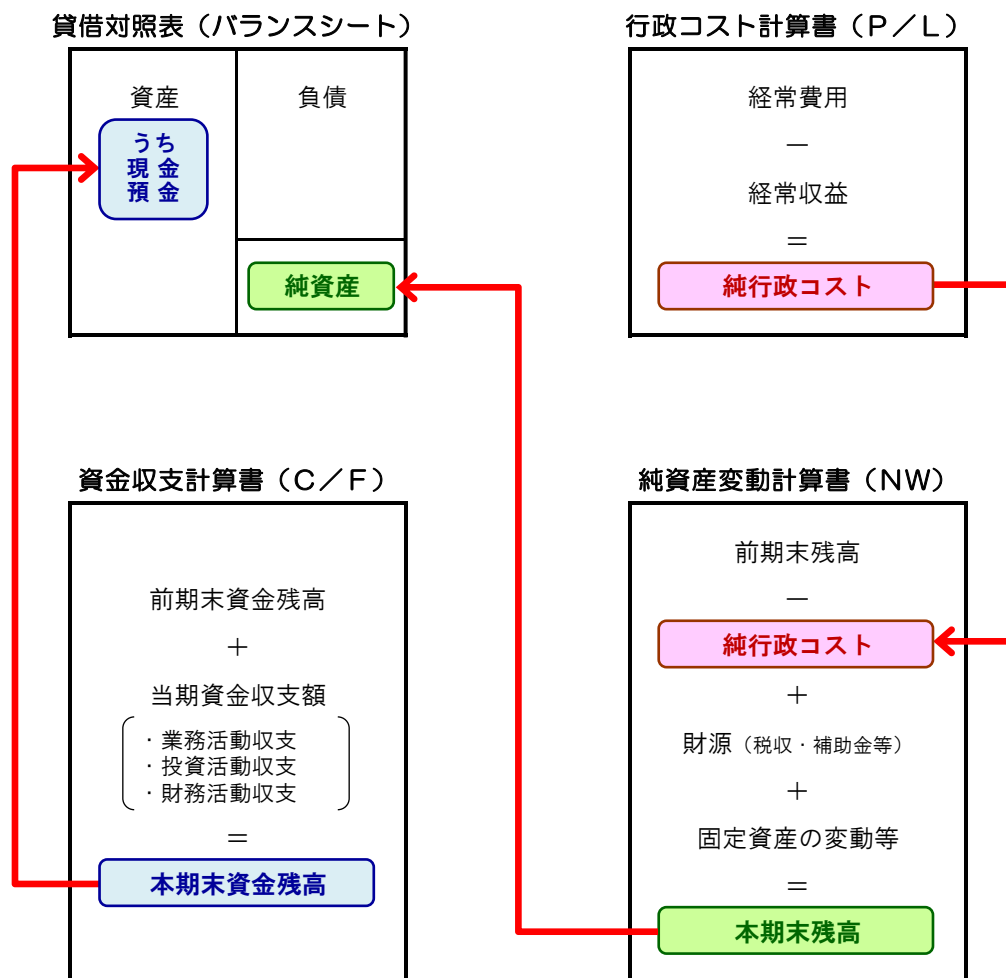 貸借対照表（バランスシート）
資産
うち
現 金
預 金
負債
純資産
行政コスト計算書（Ｐ／Ｌ）
経常費用
－
経常収益
＝
純行政コスト
資金収支計算書（Ｃ／Ｆ）
前期末資金残高
＋
当期資金収支額
・業務活動収支
・投資活動収支
・財務活動収支
＝
本期末資金残高
純資産変動計算書（ＮＷ）
前期末残高
－
純行政コスト
＋
財源（税収・補助金等）
＋
固定資産の変動等
＝
本期末残高